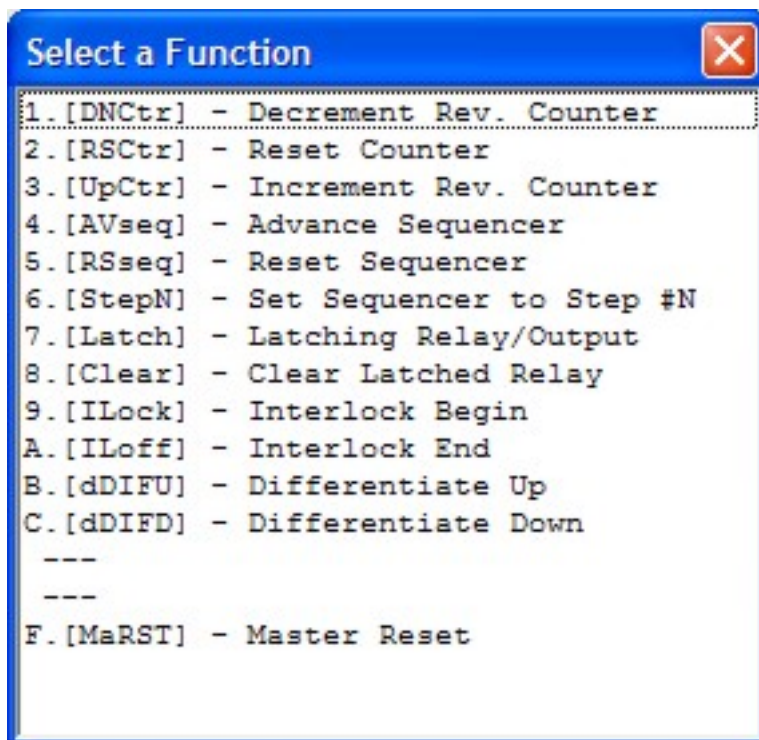 Select a Function
1.[DNCtr] - Decrement Rev. Counter
2.[RSCtr] - Reset Counter
3.[UpCtr] - Increment Rev. Counter
4.[AVseq] - Advance Sequencer
5.[RSseq] - Reset Sequencer
6.[StepN] - Set Sequencer to Step #N
7.[Latch] - Latching Relay/Output
8.[Clear] - Clear Latched Relay
9.[ILock] - Interlock Begin
A.[ILoff] - Interlock End
B.[dDIFU] - Differentiate Up
C.[dDIFD] - Differentiate Down
---
---
F.[MaRST] - Master Reset